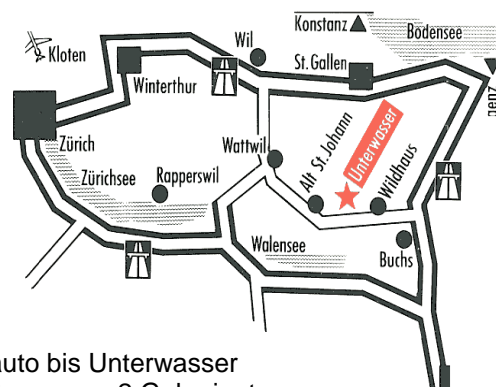 Konstanz
Bodensee
Kloten
Wil
St. Gallen
Winterthur
Zürich
Zürichsee
Rapperswil
Wattwil
Alt St. Johann
Unterwasser
Wildhaus
Walensee
Buchs
auto bis Unterwasser